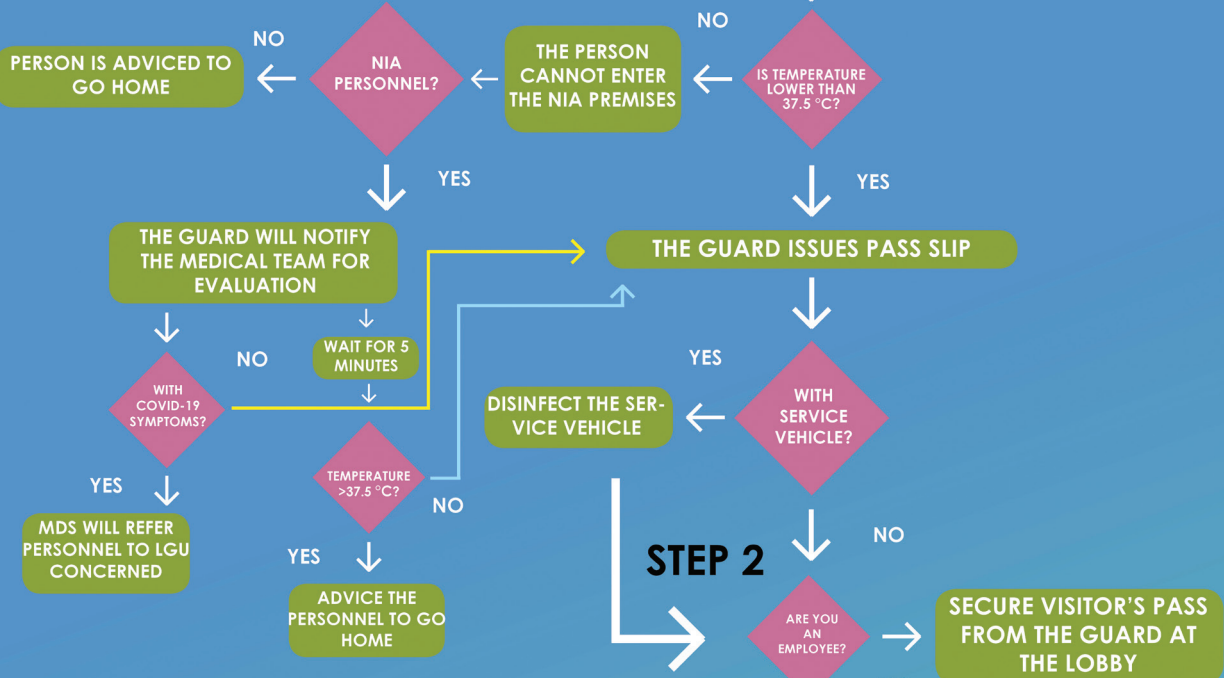 NO
NO
PERSON IS ADVICED TO
GO HOME
NIA
PERSONNEL?
THE PERSON
CANNOT ENTER
THE NIA PREMISES
IS TEMPERATURE
LOWER THAN
37.5 °C?
YES
YES
THE GUARD WILL NOTIFY
THE MEDICAL TEAM FOR
EVALUATION
THE GUARD ISSUES PASS SLIP
WAIT FOR 5
MINUTES
NO
YES
WITH
COVID-19
SYMPTOMS?
DISINFECT THE SER-
VICE VEHICLE
WITH
SERVICE
VEHICLE?
TEMPERATURE
>37.5 °C?
YES
NO
MDS WILL REFER
PERSONNEL TO LGU
CONCERNED
YES
NO
STEP 2
ADVICE THE
PERSONNEL TO GO
HOME
ARE YOU
AN
EMPLOYEE?
SECURE VISITOR'S PASS
FROM THE GUARD AT
THE LOBBY